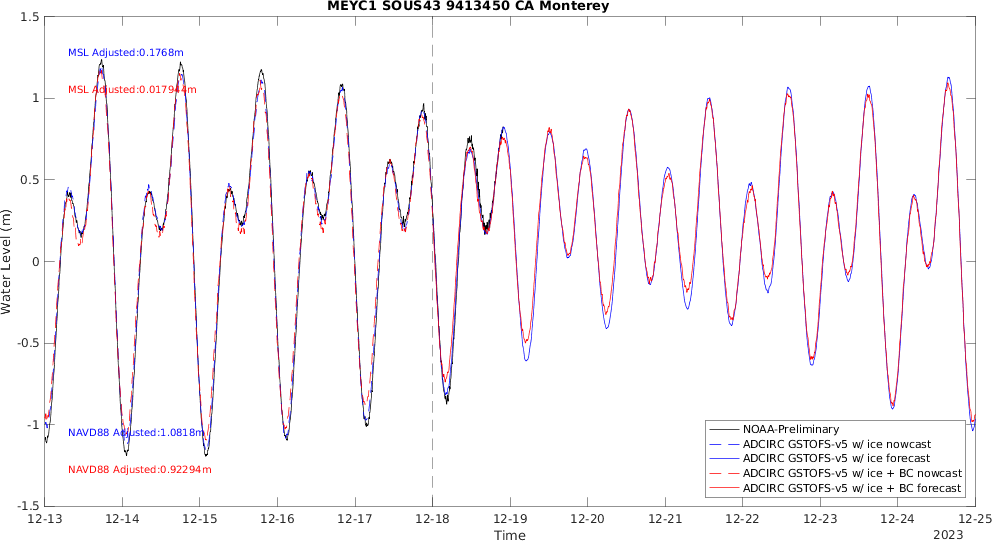 MEYC1 SOUS43 9413450 CA Monterey
Water Level (m)
1.5
1
0.5
0
-0.5
-1
-1.5
MSL Adjusted:0.1768m
MSL Adjusted:0.017944m
NAVD88 Adjusted:1.0818m
NAVD88 Adjusted:0.92294m
NOAA-Preliminary
ADCIRC GSTOFS-v5 w/ ice nowcast
ADCIRC GSTOFS-v5 w/ ice forecast
ADCIRC GSTOFS-v5 w/ ice + BC nowcast
ADCIRC GSTOFS-v5 w/ ice + BC forecast
12-13 12-14 12-15 12-16 12-17 12-18 12-19 12-20 12-21 12-22 12-23 12-24 12-25
Time
2023